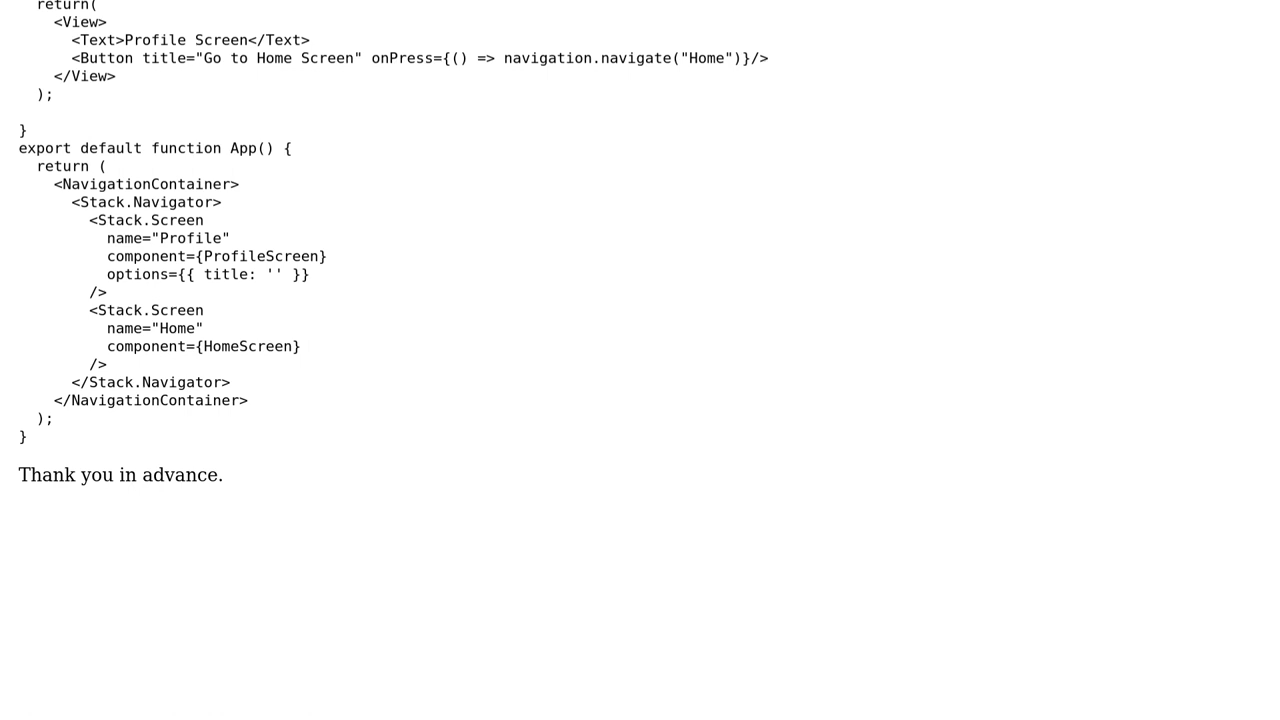 return(
    <View>
      <Text>Profile Screen</Text>
      <Button title="Go to Home Screen" onPress={() => navigation.navigate("Home")}/>
    </View>
  );

}
export default function App() {
  return (
    <NavigationContainer>
      <Stack.Navigator>
        <Stack.Screen
          name="Profile"
          component={ProfileScreen}
          options={{ title: '' }}
        />
        <Stack.Screen
          name="Home"
          component={HomeScreen}
        />
      </Stack.Navigator>
    </NavigationContainer>
  );
}
Thank you in advance.